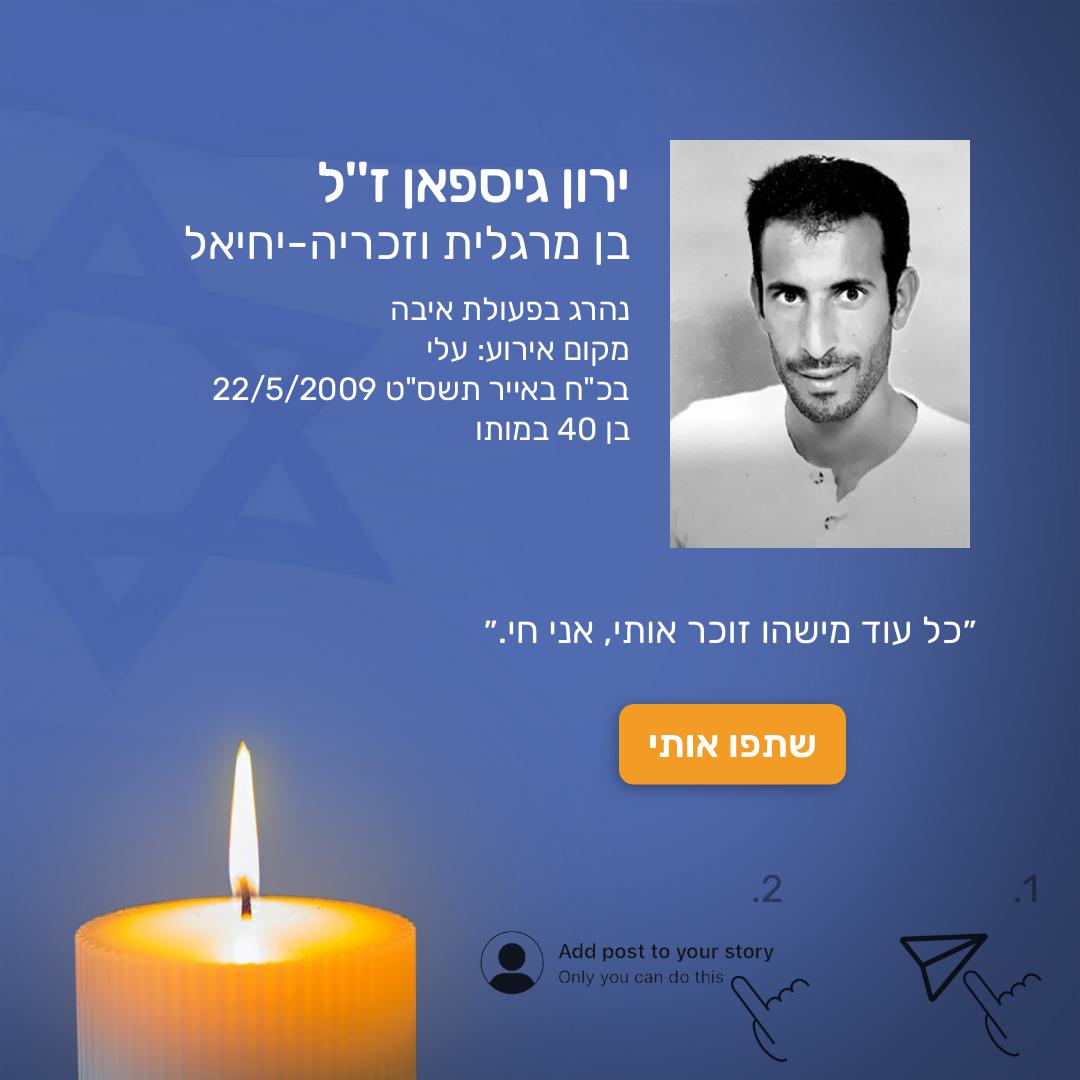 ירון גיספאן ז"ל
בן מרגלית וזכריה-יחיאל
נהרג בפעולת איבה
מקום אירוע: עלי
בכ"ח באייר תשס"ט 22/5/2009
בן 40 במותו
״כל עוד מישהו זוכר אותי, אני חי.״
שתפו אותי
1.
2.
Add post to your story
Only you can do this